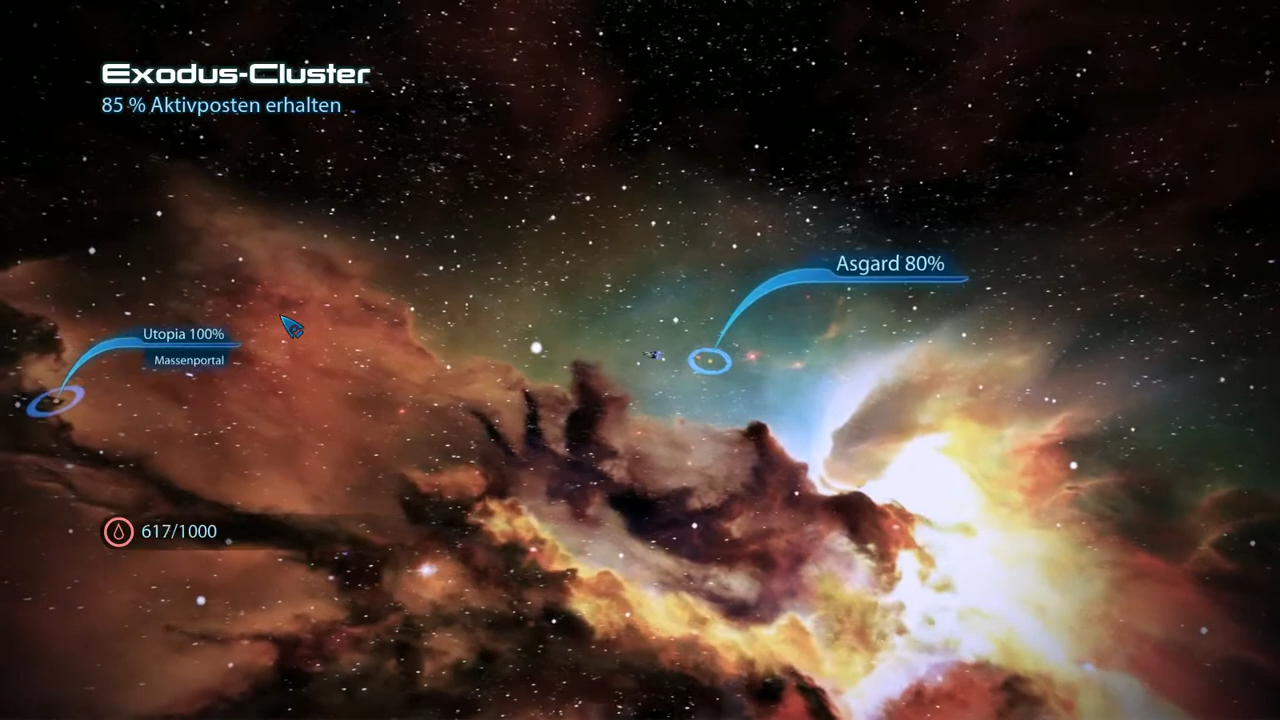 Exodus-Cluster
85 % Aktivposten erhalten
Asgard 80%
Utopia 100%
Massenportal
617/1000